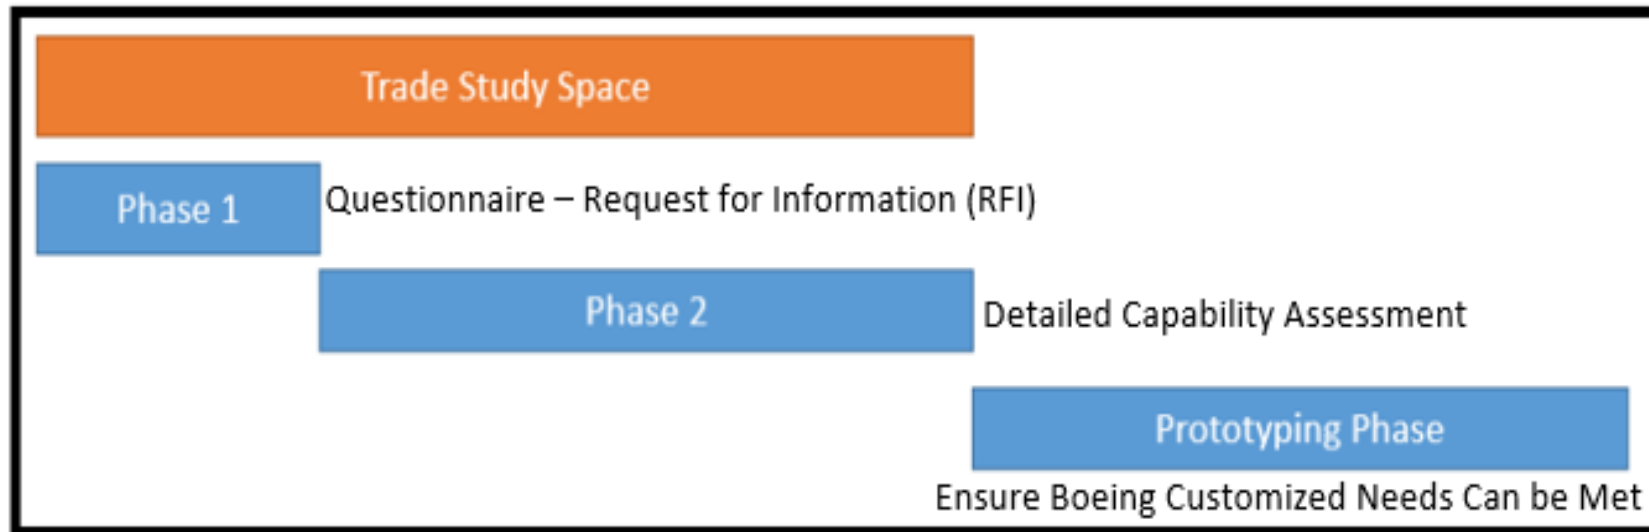 Trade Study Space
Phase 1
Questionnaire – Request for Information (RFI)
Phase 2
Detailed Capability Assessment
Prototyping Phase
Ensure Boeing Customized Needs Can be Met